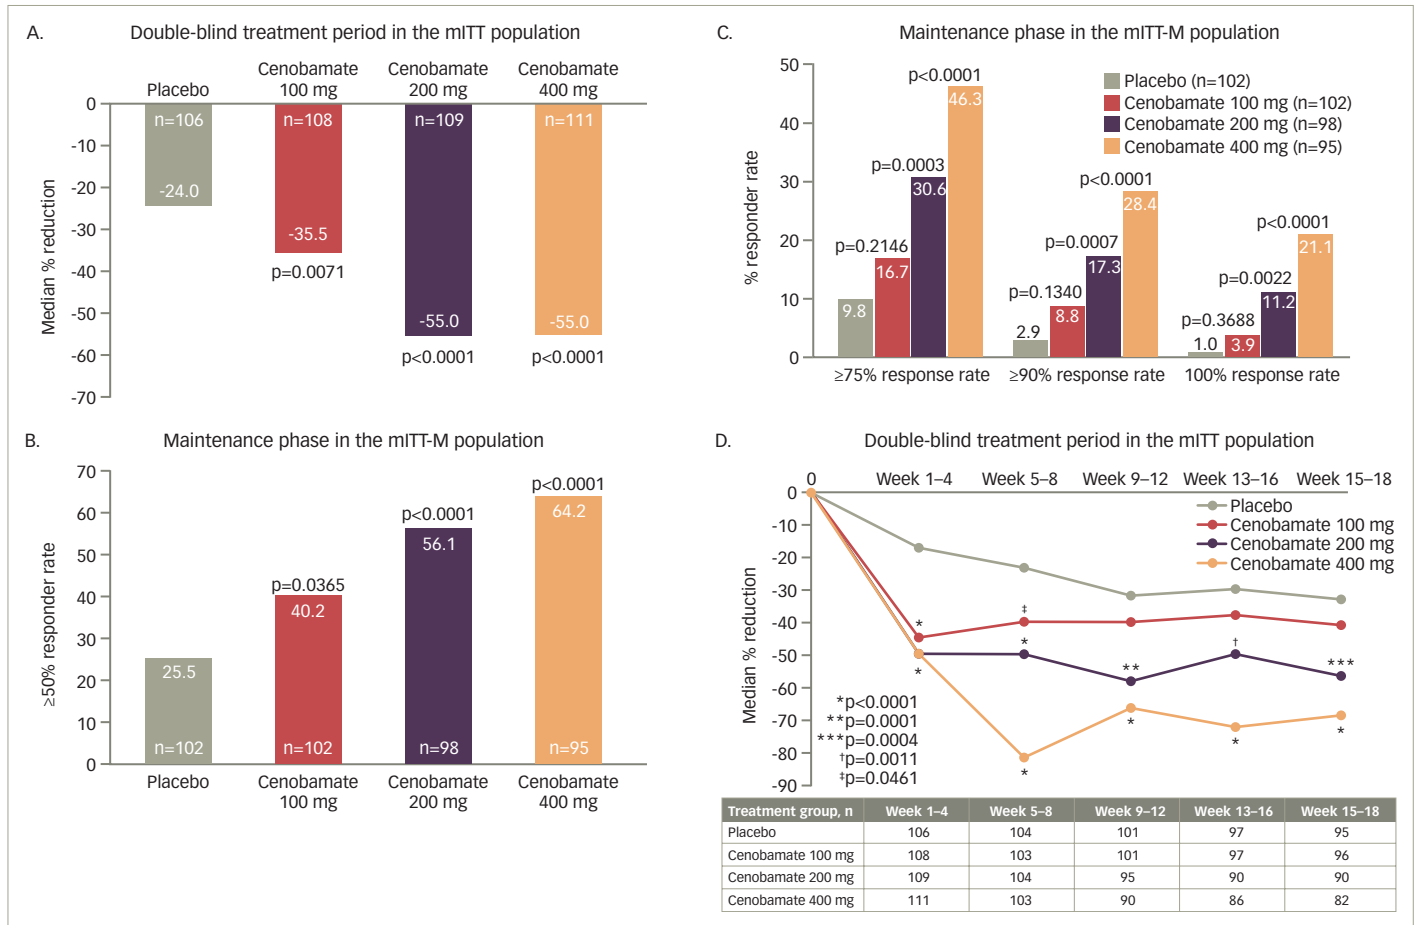 A.
Double-blind treatment period in the mITT population
Placebo
Cenobamate
100 mg
Cenobamate
200 mg
Cenobamate
400 mg
Median % reduction
0
-10
-20
-30
-40
-50
-60
-70
n=106
n=108
n=109
n=111
-24.0
-35.5
-55.0
-55.0
p=0.0071
p<0.0001
p<0.0001
B.
Maintenance phase in the mITT-M population
≥50% responder rate
70
60
50
40
30
20
10
0
25.5
p=0.0365
40.2
p<0.0001
56.1
p<0.0001
64.2
n=102
n=102
n=98
n=95
Placebo
Cenobamate
100 mg
Cenobamate
200 mg
Cenobamate
400 mg
C.
Maintenance phase in the mITT-M population
% responder rate
50
40
30
20
10
0
Placebo (n=102)
Cenobamate 100 mg (n=102)
Cenobamate 200 mg (n=98)
Cenobamate 400 mg (n=95)
9.8
p=0.2146
16.7
p=0.0003
30.6
p<0.0001
46.3
2.9
p=0.1340
8.8
p=0.0007
17.3
p<0.0001
28.4
1.0
p=0.3688
3.9
p=0.0022
11.2
p<0.0001
21.1
≥75% response rate
≥90% response rate
100% response rate
D.
Double-blind treatment period in the mITT population
0 Week 1–4 Week 5–8 Week 9–12 Week 13–16 Week 15–18
Median % reduction
0
-10
-20
-30
-40
-50
-60
-70
-80
-90
Placebo
Cenobamate 100 mg
Cenobamate 200 mg
Cenobamate 400 mg
*
‡
*
*
**
†
***
*
*
*
*
*p<0.0001
**p=0.0001
***p=0.0004
†p=0.0011
‡p=0.0461
Treatment group, n Week 1–4 Week 5–8 Week 9–12 Week 13–16 Week 15–18
Placebo 106 104 101 97 95
Cenobamate 100 mg 108 103 101 97 96
Cenobamate 200 mg 109 104 95 90 90
Cenobamate 400 mg 111 103 90 86 82